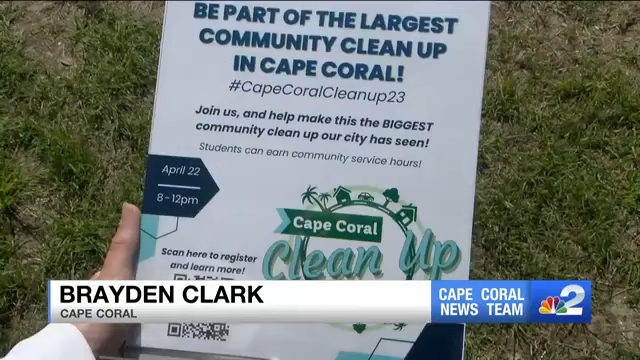 BE PART OF THE LARGEST
COMMUNITY CLEAN UP
IN CAPE CORAL!
#CapeCoralCleanup23
Join us, and help make this the BIGGEST
community clean up our city has seen!
Students can earn community service hours!
April 22
8 - 12pm
Cape Coral
Clean Up
Scan here to register
and learn more!
BRAYDEN CLARK
CAPE CORAL
CAPE CORAL
NEWS TEAM
2